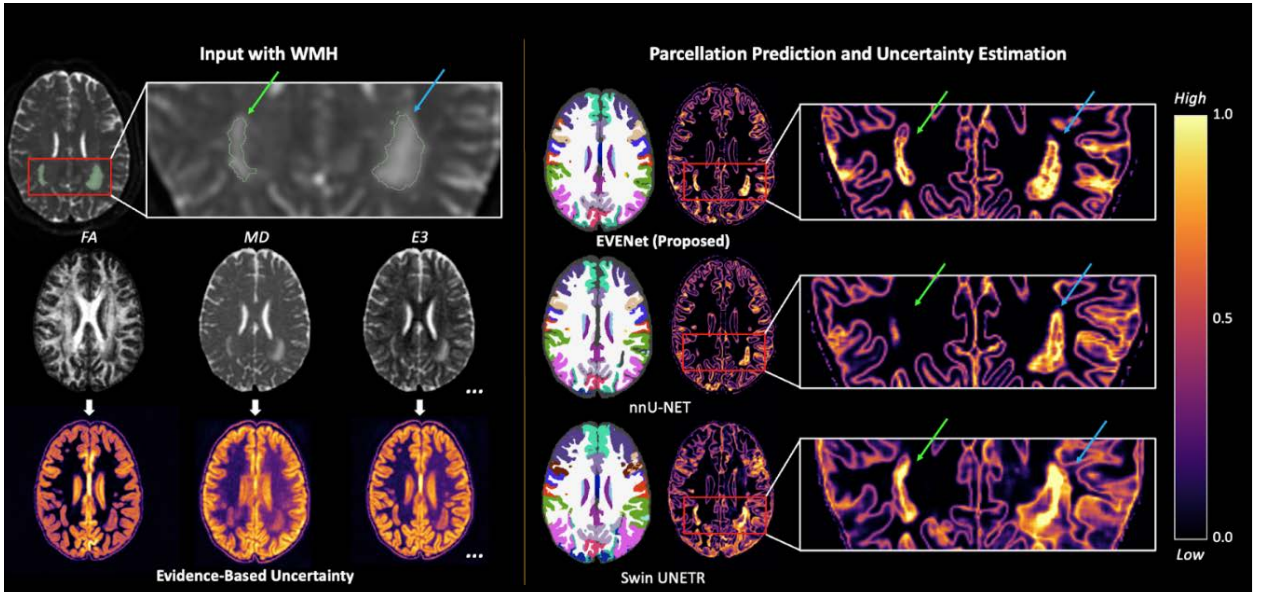 Input with WMH
FA
MD
E3
...
...
Evidence-Based Uncertainty
Parcellation Prediction and Uncertainty Estimation
EVENet (Proposed)
nnU-NET
Swin UNETR
High
1.0
0.5
0.0
Low